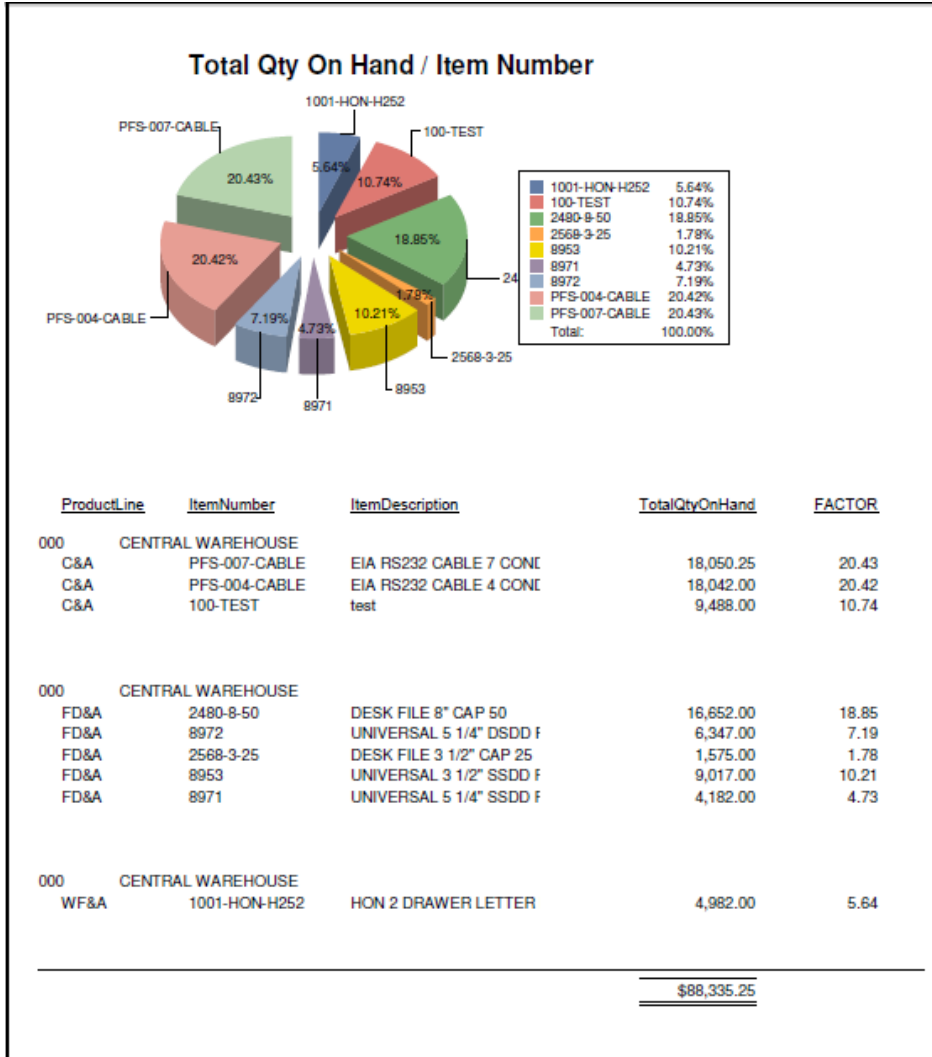 Total Qty On Hand / Item Number
1001-HON-H252
PFS-007-CABLE
100-TEST
5.64%
10.74%
20.43%
18.85%
20.42%
24
1.78%
PFS-004-CABLE
7.19%
4.73%
10.21%
2568-3-25
8953
8972
8971
1001-HON-H252 5.64%
100-TEST 10.74%
2480-8-50 18.85%
2568-3-25 1.78%
8953 10.21%
8971 4.73%
8972 7.19%
PFS-004-CABLE 20.42%
PFS-007-CABLE 20.43%
Total: 100.00%
ProductLine ItemNumber ItemDescription TotalQtyOnHand FACTOR
000 CENTRAL WAREHOUSE
C&A PFS-007-CABLE EIA RS232 CABLE 7 COND 18,050.25 20.43
C&A PFS-004-CABLE EIA RS232 CABLE 4 COND 18,042.00 20.42
C&A 100-TEST test 9,488.00 10.74
000 CENTRAL WAREHOUSE
FD&A 2480-8-50 DESK FILE 8" CAP 50 16,652.00 18.85
FD&A 8972 UNIVERSAL 5 1/4" DSDD F 6,347.00 7.19
FD&A 2568-3-25 DESK FILE 3 1/2" CAP 25 1,575.00 1.78
FD&A 8953 UNIVERSAL 3 1/2" SSDD F 9,017.00 10.21
FD&A 8971 UNIVERSAL 5 1/4" SSDD F 4,182.00 4.73
000 CENTRAL WAREHOUSE
WF&A 1001-HON-H252 HON 2 DRAWER LETTER 4,982.00 5.64
$88,335.25